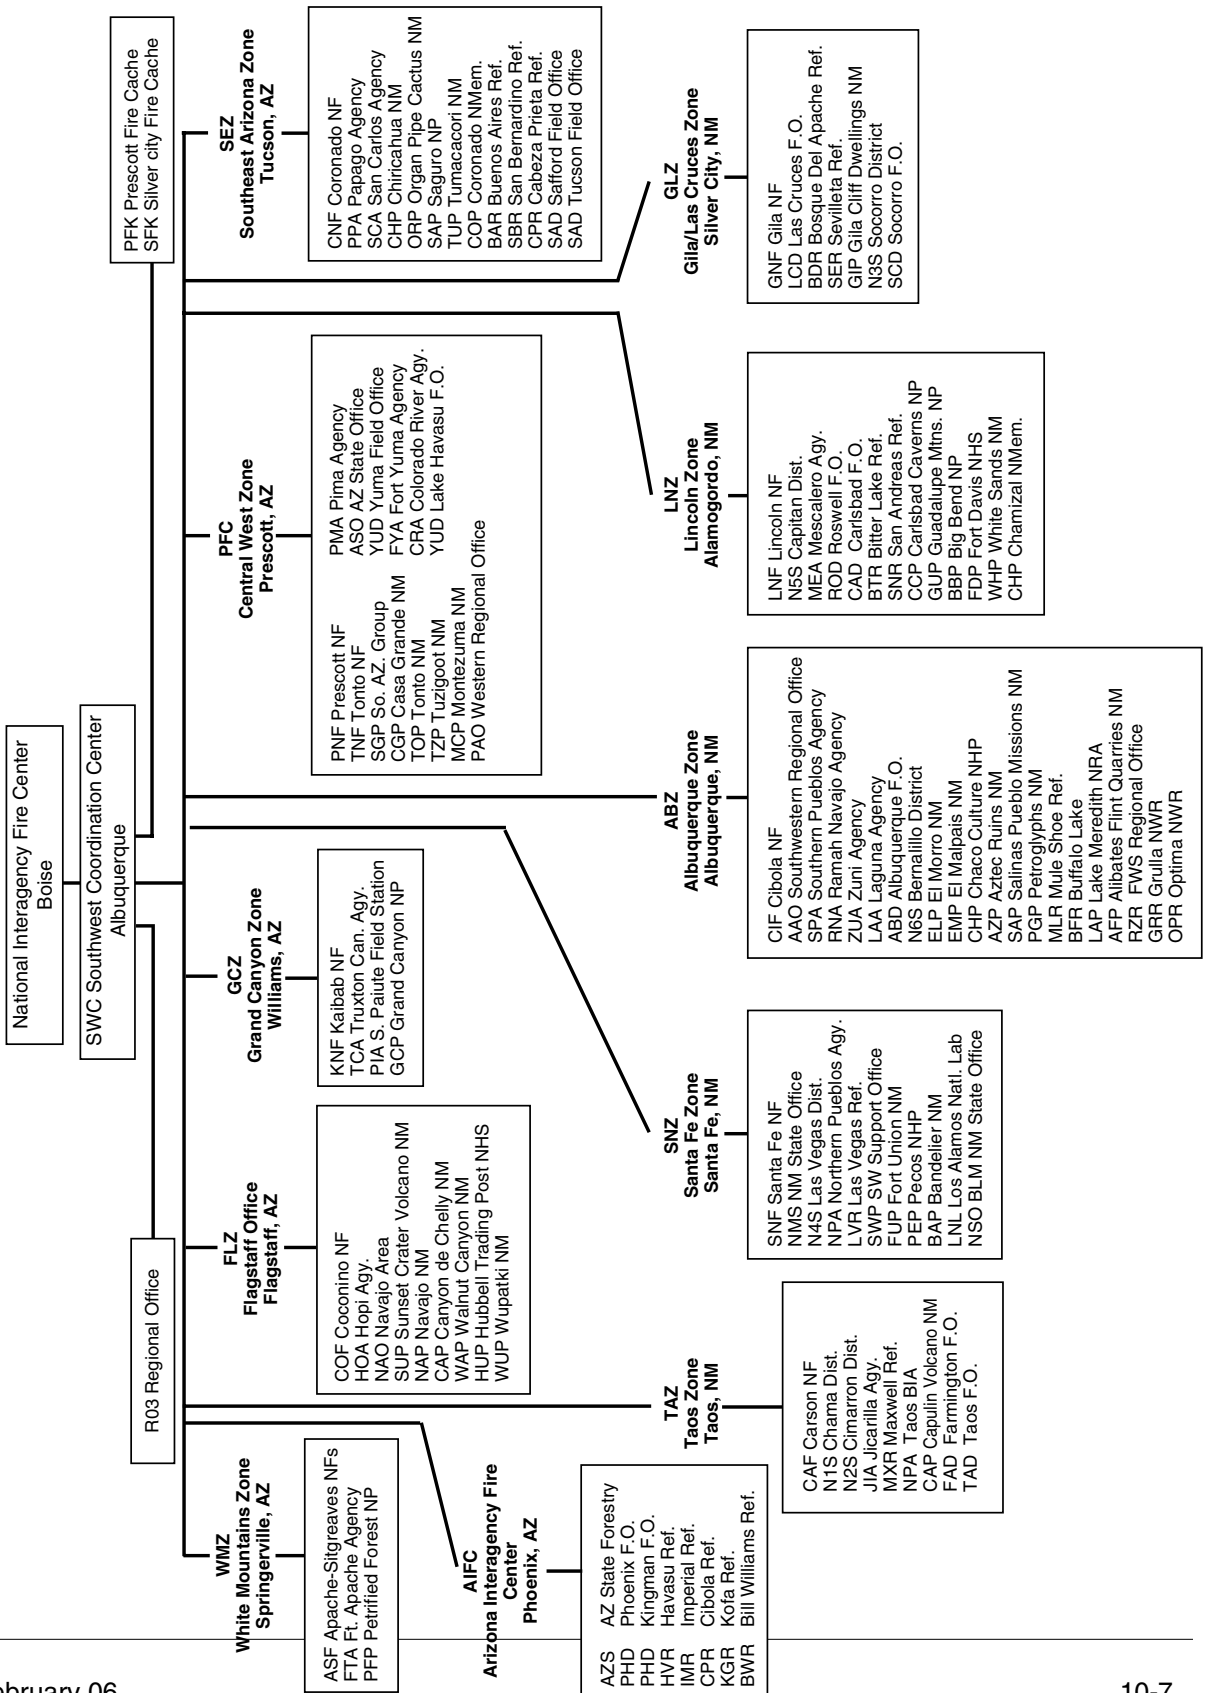 National Interagency Fire Center
Boise
SWC Southwest Coordination Center
Albuquerque
R03 Regional Office
PFK Prescott Fire Cache
SFK Silver city Fire Cache
WMZ
White Mountains Zone
Springerville, AZ
ASF Apache-Sitgreaves NFs
FTA Ft. Apache Agency
PFP Petrified Forest NP
FLZ
Flagstaff Office
Flagstaff, AZ
COF Coconino NF
HOA Hopi Agy.
NAO Navajo Area
SUP Sunset Crater Volcano NM
NAP Navajo NM
CAP Canyon de Chelly NM
WAP Walnut Canyon NM
HUP Hubbell Trading Post NHS
WUP Wupatki NM
GCZ
Grand Canyon Zone
Williams, AZ
KNF Kaibab NF
TCA Truxton Can. Agy.
PIA S. Paiute Field Station
GCP Grand Canyon NP
PFC
Central West Zone
Prescott, AZ
PNF Prescott NF
TNF Tonto NF
SGP So. AZ. Group
CGP Casa Grande NM
TOP Tonto NM
TZP Tuzigoot NM
MCP Montezuma NM
PAO Western Regional Office
PMA Pima Agency
ASO AZ State Office
YUD Yuma Field Office
FYA Fort Yuma Agency
CRA Colorado River Agy.
YUD Lake Havasu F.O.
SEZ
Southeast Arizona Zone
Tucson, AZ
CNF Coronado NF
PPA Papago Agency
SCA San Carlos Agency
CHP Chiricahua NM
ORP Organ Pipe Cactus NM
SAP Saguro NP
TUP Tumacacori NM
COP Coronado NMem.
BAR Buenos Aires Ref.
SBR San Bernardino Ref.
CPR Cabeza Prieta Ref.
SAD Safford Field Office
SAD Tucson Field Office
AIFC
Arizona Interagency Fire
Center
Phoenix, AZ
AZS AZ State Forestry
PHD Phoenix F.O.
PHD Kingman F.O.
HVR Havasu Ref.
IMR Imperial Ref.
CPR Cibola Ref.
KGR Kofa Ref.
BWR Bill Williams Ref.
TAZ
Taos Zone
Taos, NM
CAF Carson NF
N1S Chama Dist.
N2S Cimarron Dist.
JIA Jicarilla Agy.
MXR Maxwell Ref.
NPA Taos BIA
CAP Capulin Volcano NM
FAD Farmington F.O.
TAD Taos F.O.
SNZ
Santa Fe Zone
Santa Fe, NM
SNF Santa Fe NF
NMS NM State Office
N4S Las Vegas Dist.
NPA Northern Pueblos Agy.
LVR Las Vegas Ref.
SWP SW Support Office
FUP Fort Union NM
PEP Pecos NHP
BAP Bandelier NM
LNL Los Alamos Natl. Lab
NSO BLM NM State Office
ABZ
Albuquerque Zone
Albuquerque, NM
CIF Cibola NF
AAO Southwestern Regional Office
SPA Southern Pueblos Agency
RNA Ramah Navajo Agency
ZUA Zuni Agency
LAA Laguna Agency
ABD Albuquerque F.O.
N6S Bernalillo District
ELP El Morro NM
EMP El Malpais NM
CHP Chaco Culture NHP
AZP Aztec Ruins NM
SAP Salinas Pueblo Missions NM
PGP Petroglyphs NM
MLR Mule Shoe Ref.
BFR Buffalo Lake
LAP Lake Meredith NRA
AFP Alibates Flint Quarries NM
RZR FWS Regional Office
GRR Grulla NWR
OPR Optima NWR
LNZ
Lincoln Zone
Alamogordo, NM
LNF Lincoln NF
N5S Capitan Dist.
MEA Mescalero Agy.
ROD Roswell F.O.
CAD Carlsbad F.O.
BTR Bitter Lake Ref.
SNR San Andreas Ref.
CCP Carlsbad Caverns NP
GUP Guadalupe Mtns. NP
BBP Big Bend NP
FDP Fort Davis NHS
WHP White Sands NM
CHP Chamizal NMem.
GLZ
Gila/Las Cruces Zone
Silver City, NM
GNF Gila NF
LCD Las Cruces F.O.
BDR Bosque Del Apache Ref.
SER Sevilleta Ref.
GIP Gila Cliff Dwellings NM
N3S Socorro District
SCD Socorro F.O.
ebruary 06
10-7